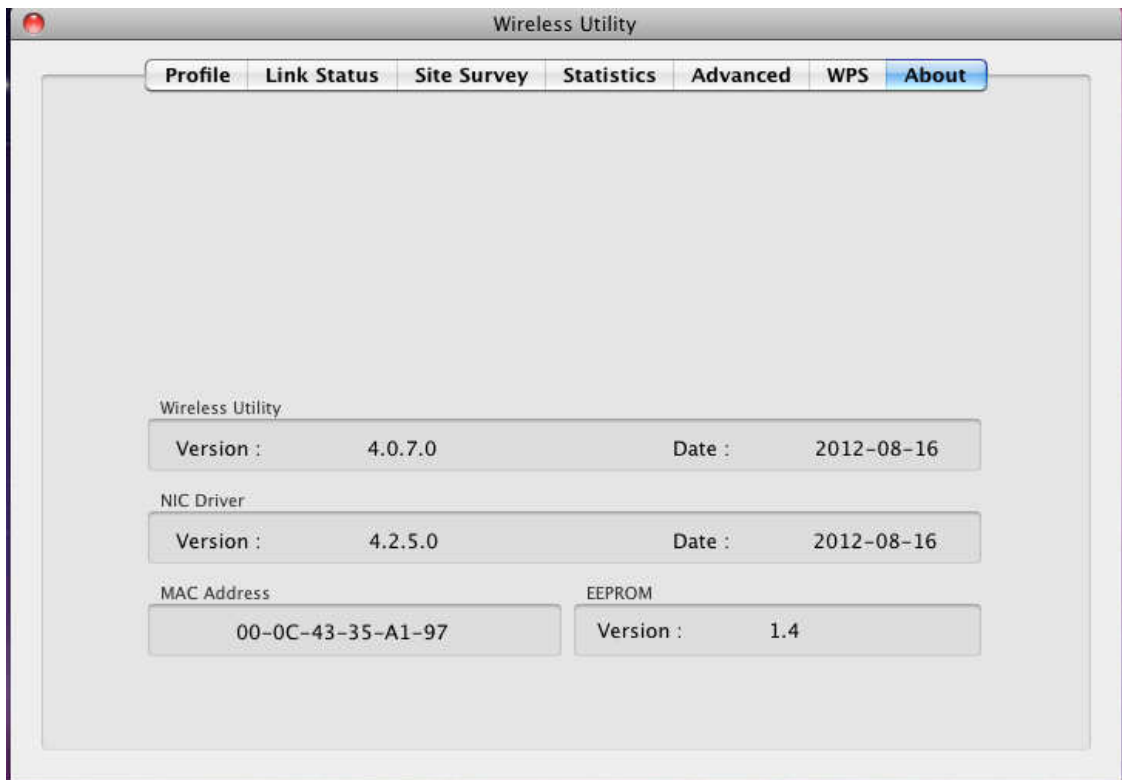 Wireless Utility
Profile Link Status Site Survey Statistics Advanced WPS About
Wireless Utility
Version : 4.0.7.0 Date : 2012-08-16
NIC Driver
Version : 4.2.5.0 Date : 2012-08-16
MAC Address EEPROM
00-0C-43-35-A1-97 Version : 1.4